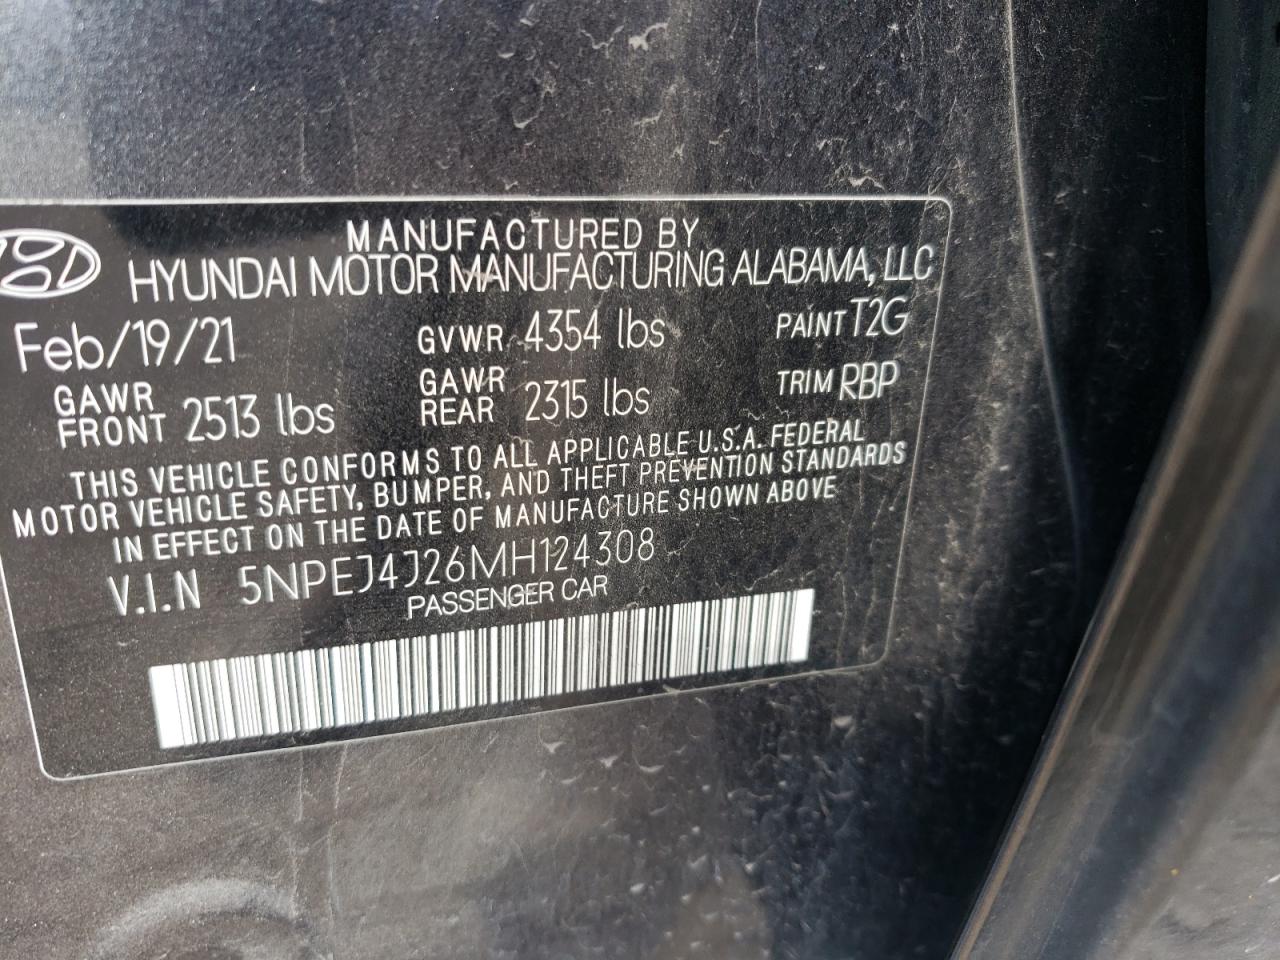 MANUFACTURED BY
HYUNDAI MOTOR MANUFACTURING ALABAMA, LLC
Feb/19/21 GVWR 4354 lbs PAINT T2G
GAWR FRONT 2513 lbs GAWR REAR 2315 lbs TRIM RBP
THIS VEHICLE CONFORMS TO ALL APPLICABLE U.S.A. FEDERAL
MOTOR VEHICLE SAFETY, BUMPER, AND THEFT PREVENTION STANDARDS
IN EFFECT ON THE DATE OF MANUFACTURE SHOWN ABOVE
V.I.N 5NPEJ4J26MH124308
PASSENGER CAR